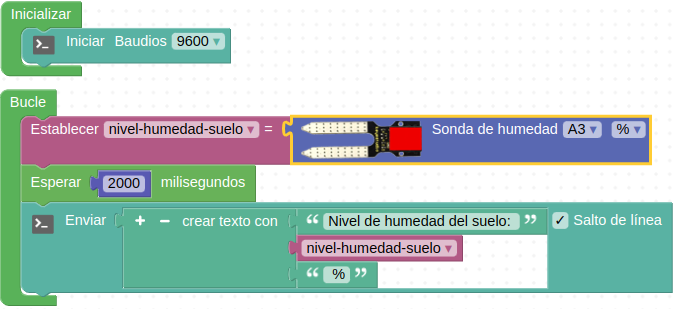 Inicializar
Iniciar Baudios 9600
Bucle
Establecer nivel-humedad-suelo = Sonda de humedad A3 %
Esperar 2000 milisegundos
Enviar + - crear texto con “ Nivel de humedad del suelo: ” Salto de línea
nivel-humedad-suelo
“ % ”